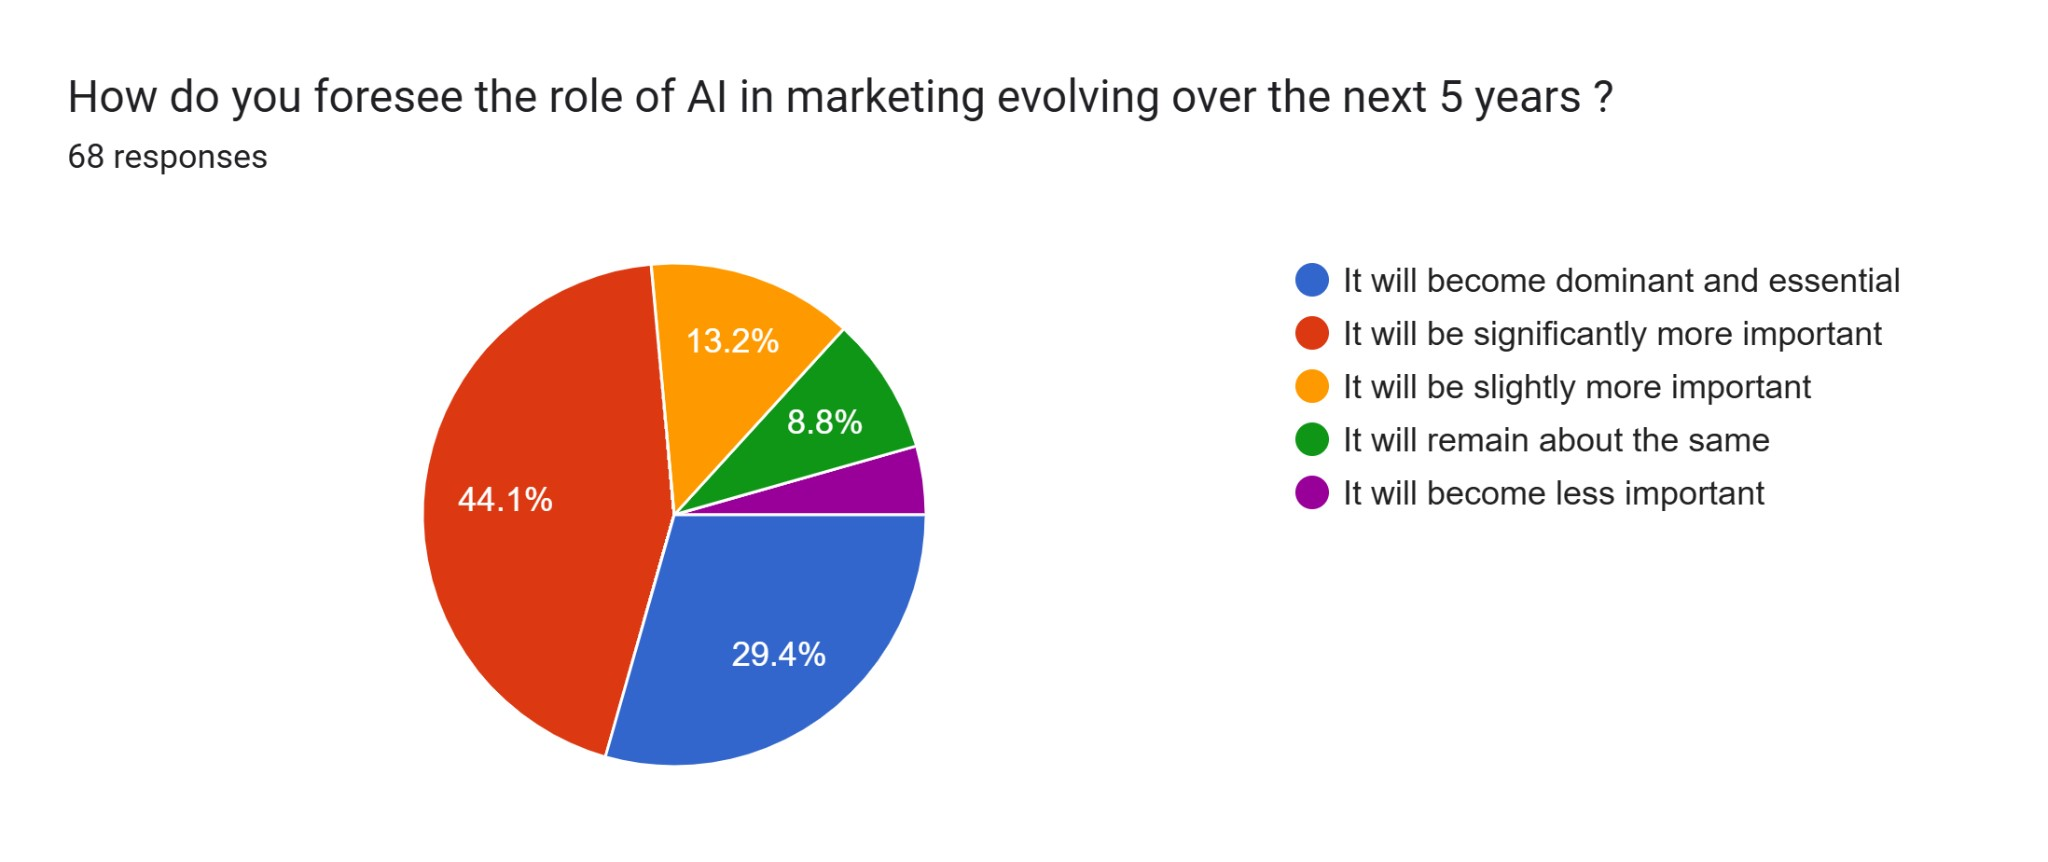 How do you foresee the role of AI in marketing evolving over the next 5 years ?
68 responses
13.2%
8.8%
44.1%
29.4%
It will become dominant and essential
It will be significantly more important
It will be slightly more important
It will remain about the same
It will become less important